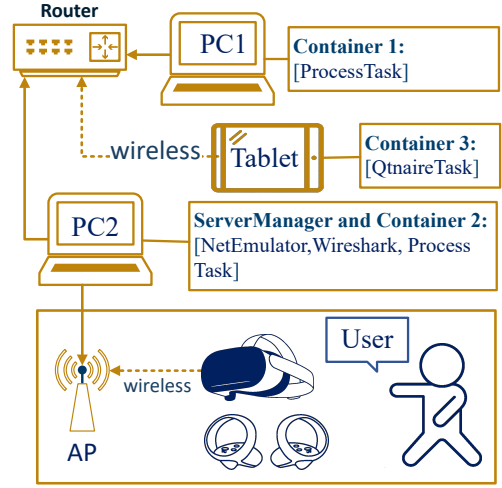 Router
PC1
Container 1:
[ProcessTask]
wireless
Tablet
Container 3:
[QtnaireTask]
PC2
ServerManager and Container 2:
[NetEmulator,Wireshark, Process
Task]
User
wireless
AP